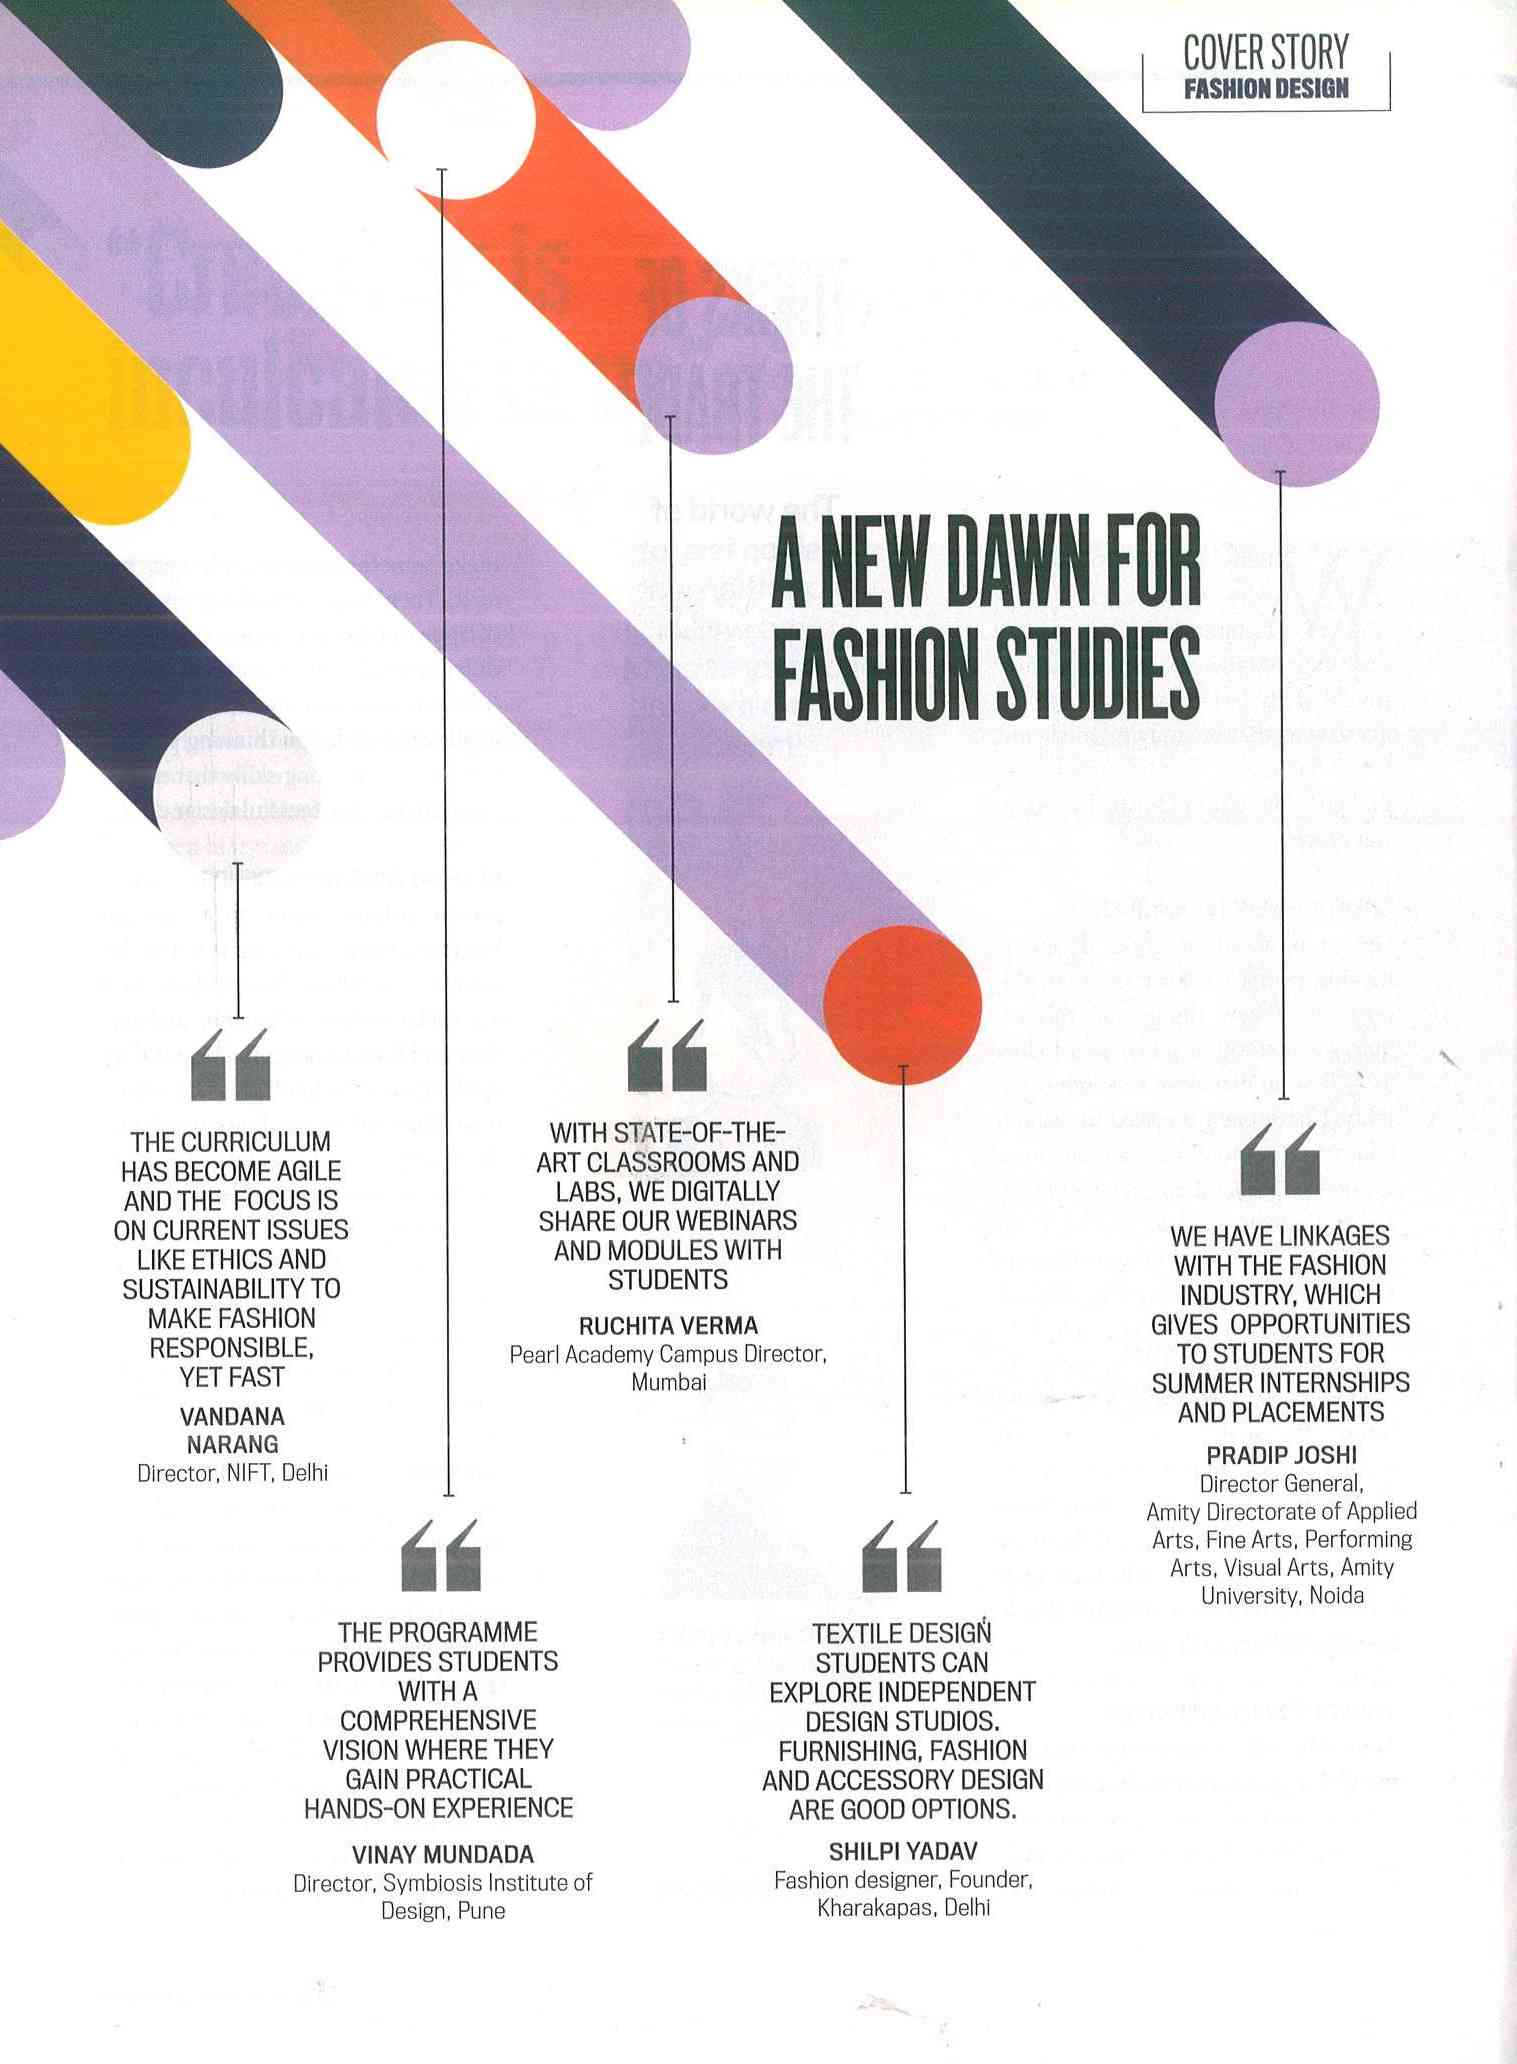 COVER STORY
FASHION DESIGN
A NEW DAWN FOR
FASHION STUDIES
THE CURRICULUM
HAS BECOME AGILE
AND THE FOCUS IS
ON CURRENT ISSUES
LIKE ETHICS AND
SUSTAINABILITY TO
MAKE FASHION
RESPONSIBLE,
YET FAST
VANDANA
NARANG
Director, NIFT, Delhi
THE PROGRAMME
PROVIDES STUDENTS
WITH A
COMPREHENSIVE
VISION WHERE THEY
GAIN PRACTICAL
HANDS-ON EXPERIENCE
VINAY MUNDADA
Director, Symbiosis Institute of
Design, Pune
WITH STATE-OF-THE-
ART CLASSROOMS AND
LABS, WE DIGITALLY
SHARE OUR WEBINARS
AND MODULES WITH
STUDENTS
RUCHITA VERMA
Pearl Academy Campus Director,
Mumbai
TEXTILE DESIGN
STUDENTS CAN
EXPLORE INDEPENDENT
DESIGN STUDIOS.
FURNISHING, FASHION
AND ACCESSORY DESIGN
ARE GOOD OPTIONS.
SHILPI YADAV
Fashion designer, Founder,
Kharakapas, Delhi
WE HAVE LINKAGES
WITH THE FASHION
INDUSTRY, WHICH
GIVES OPPORTUNITIES
TO STUDENTS FOR
SUMMER INTERNSHIPS
AND PLACEMENTS
PRADIP JOSHI
Director General,
Amity Directorate of Applied
Arts, Fine Arts, Performing
Arts, Visual Arts, Amity
University, Noida